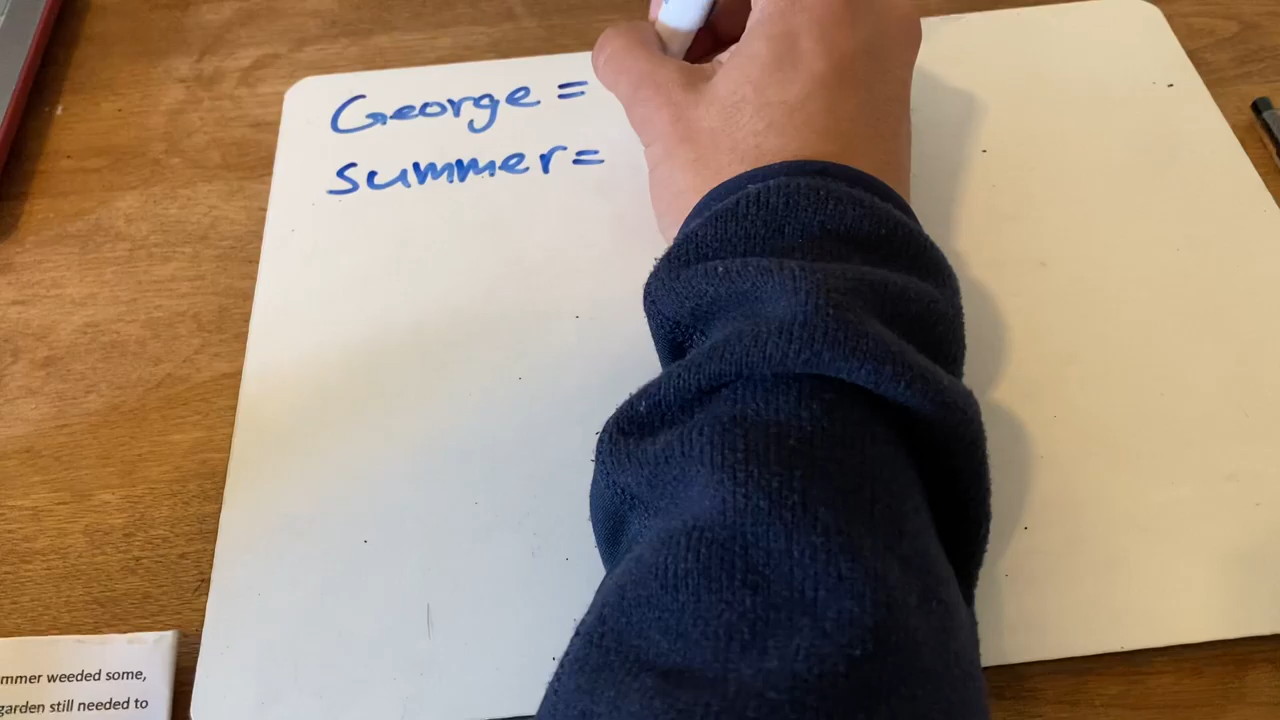 George =
summer=
mmer weeded some,
garden still needed to